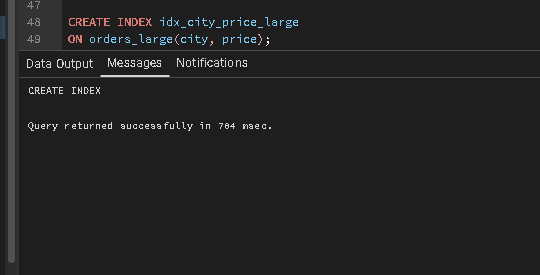 47
48 CREATE INDEX idx_city_price_large
49 ON orders_large(city, price);
Data Output Messages Notifications
CREATE INDEX
Query returned successfully in 704 msec.